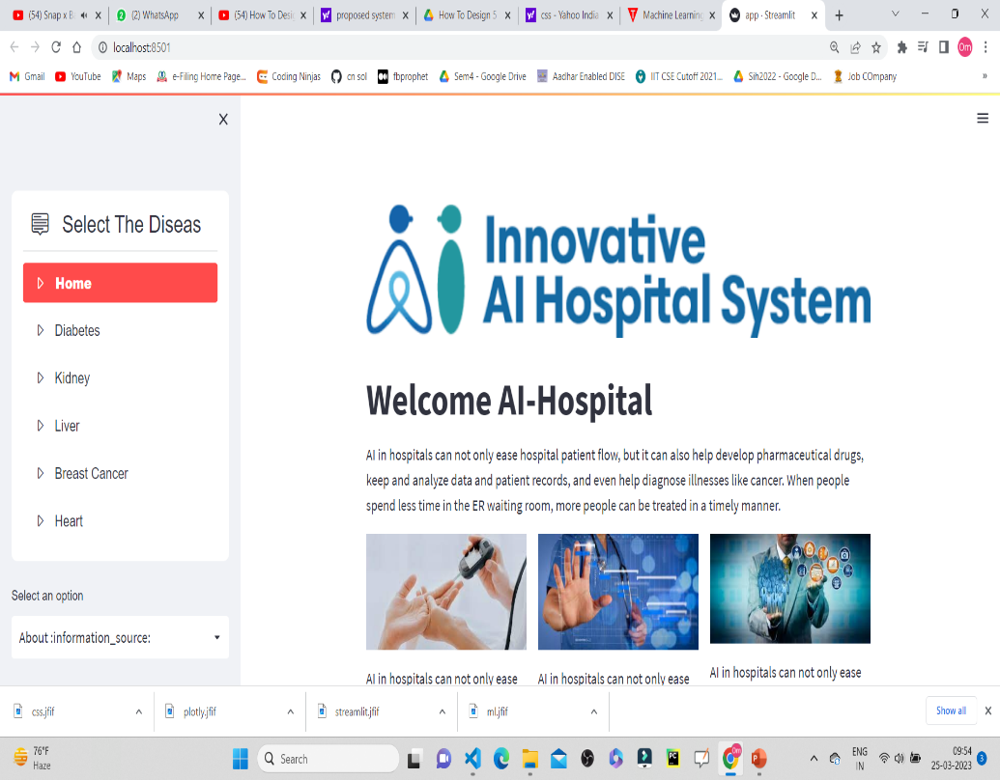 (54) Snap x B
(2) WhatsApp
(54) How To Desi
proposed system
How To Design S
css - Yahoo India
Machine Learning
app · Streamlit
localhost:8501
Om
Gmail
YouTube
Maps
e-Filing Home Page...
Coding Ninjas
cn sol
fbprophet
Sem4 - Google Drive
Aadhar Enabled DISE
IIT CSE Cutoff 2021...
Sih2022 - Google D...
Job COmpany
»
Select The Diseas
Home
Diabetes
Kidney
Liver
Breast Cancer
Heart
Select an option
About :information_source:
Innovative
AI Hospital System
Welcome AI-Hospital
AI in hospitals can not only ease hospital patient flow, but it can also help develop pharmaceutical drugs,
keep and analyze data and patient records, and even help diagnose illnesses like cancer. When people
spend less time in the ER waiting room, more people can be treated in a timely manner.
AI in hospitals can not only ease
AI in hospitals can not only ease
AI in hospitals can not only ease
css.jfif
plotly.jfif
streamlit.jfif
ml.jfif
Show all
76°F
Haze
Search
ENG
IN
09:54
25-03-2023
3